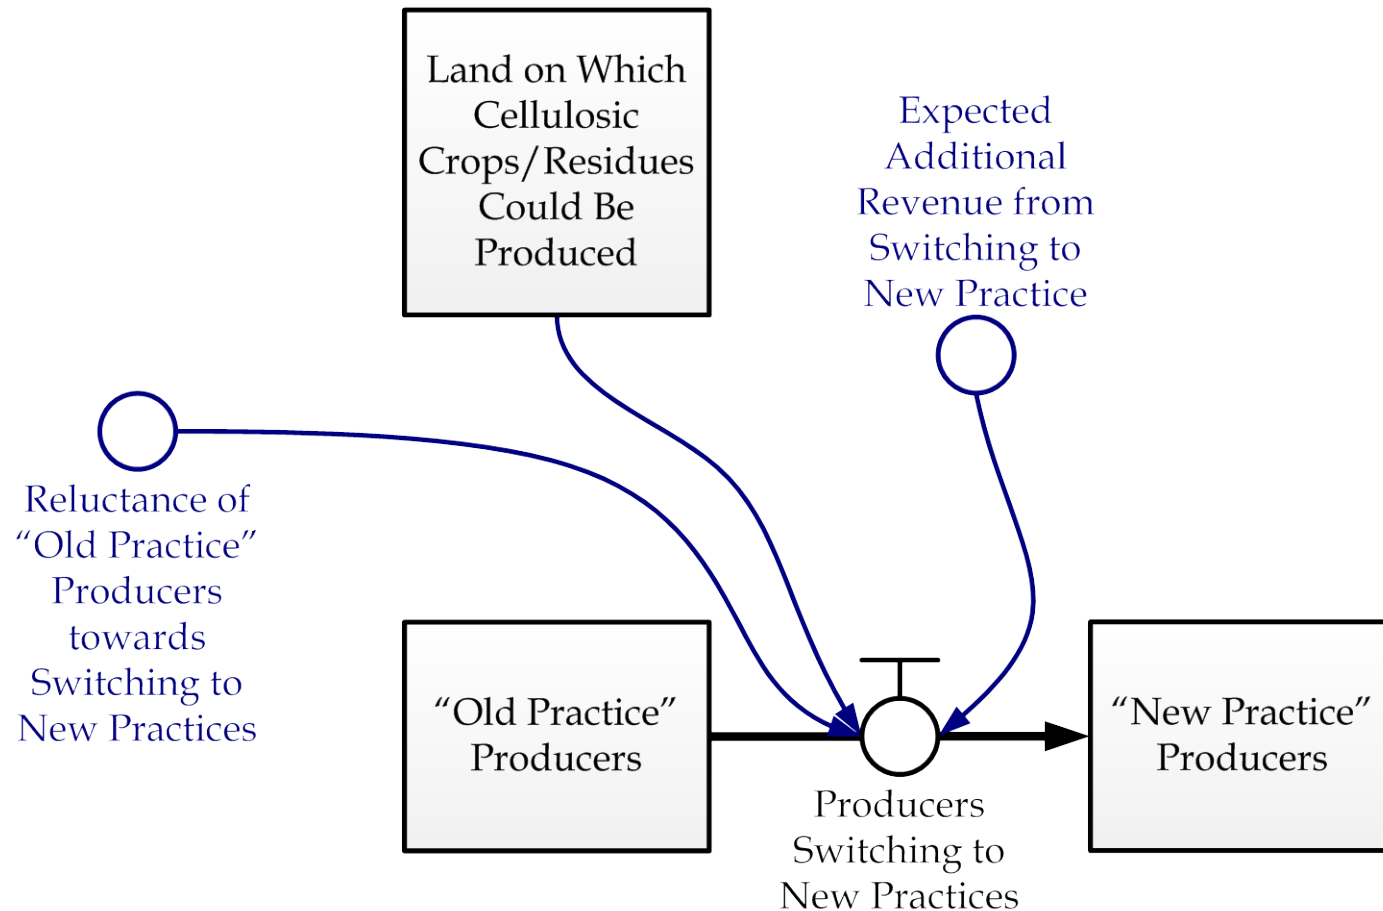 Land on Which
Cellulosic
Crops/Residues
Could Be
Produced
Expected
Additional
Revenue from
Switching to
New Practice
Reluctance of
“Old Practice”
Producers
towards
Switching to
New Practices
“Old Practice”
Producers
Producers
Switching to
New Practices
“New Practice”
Producers